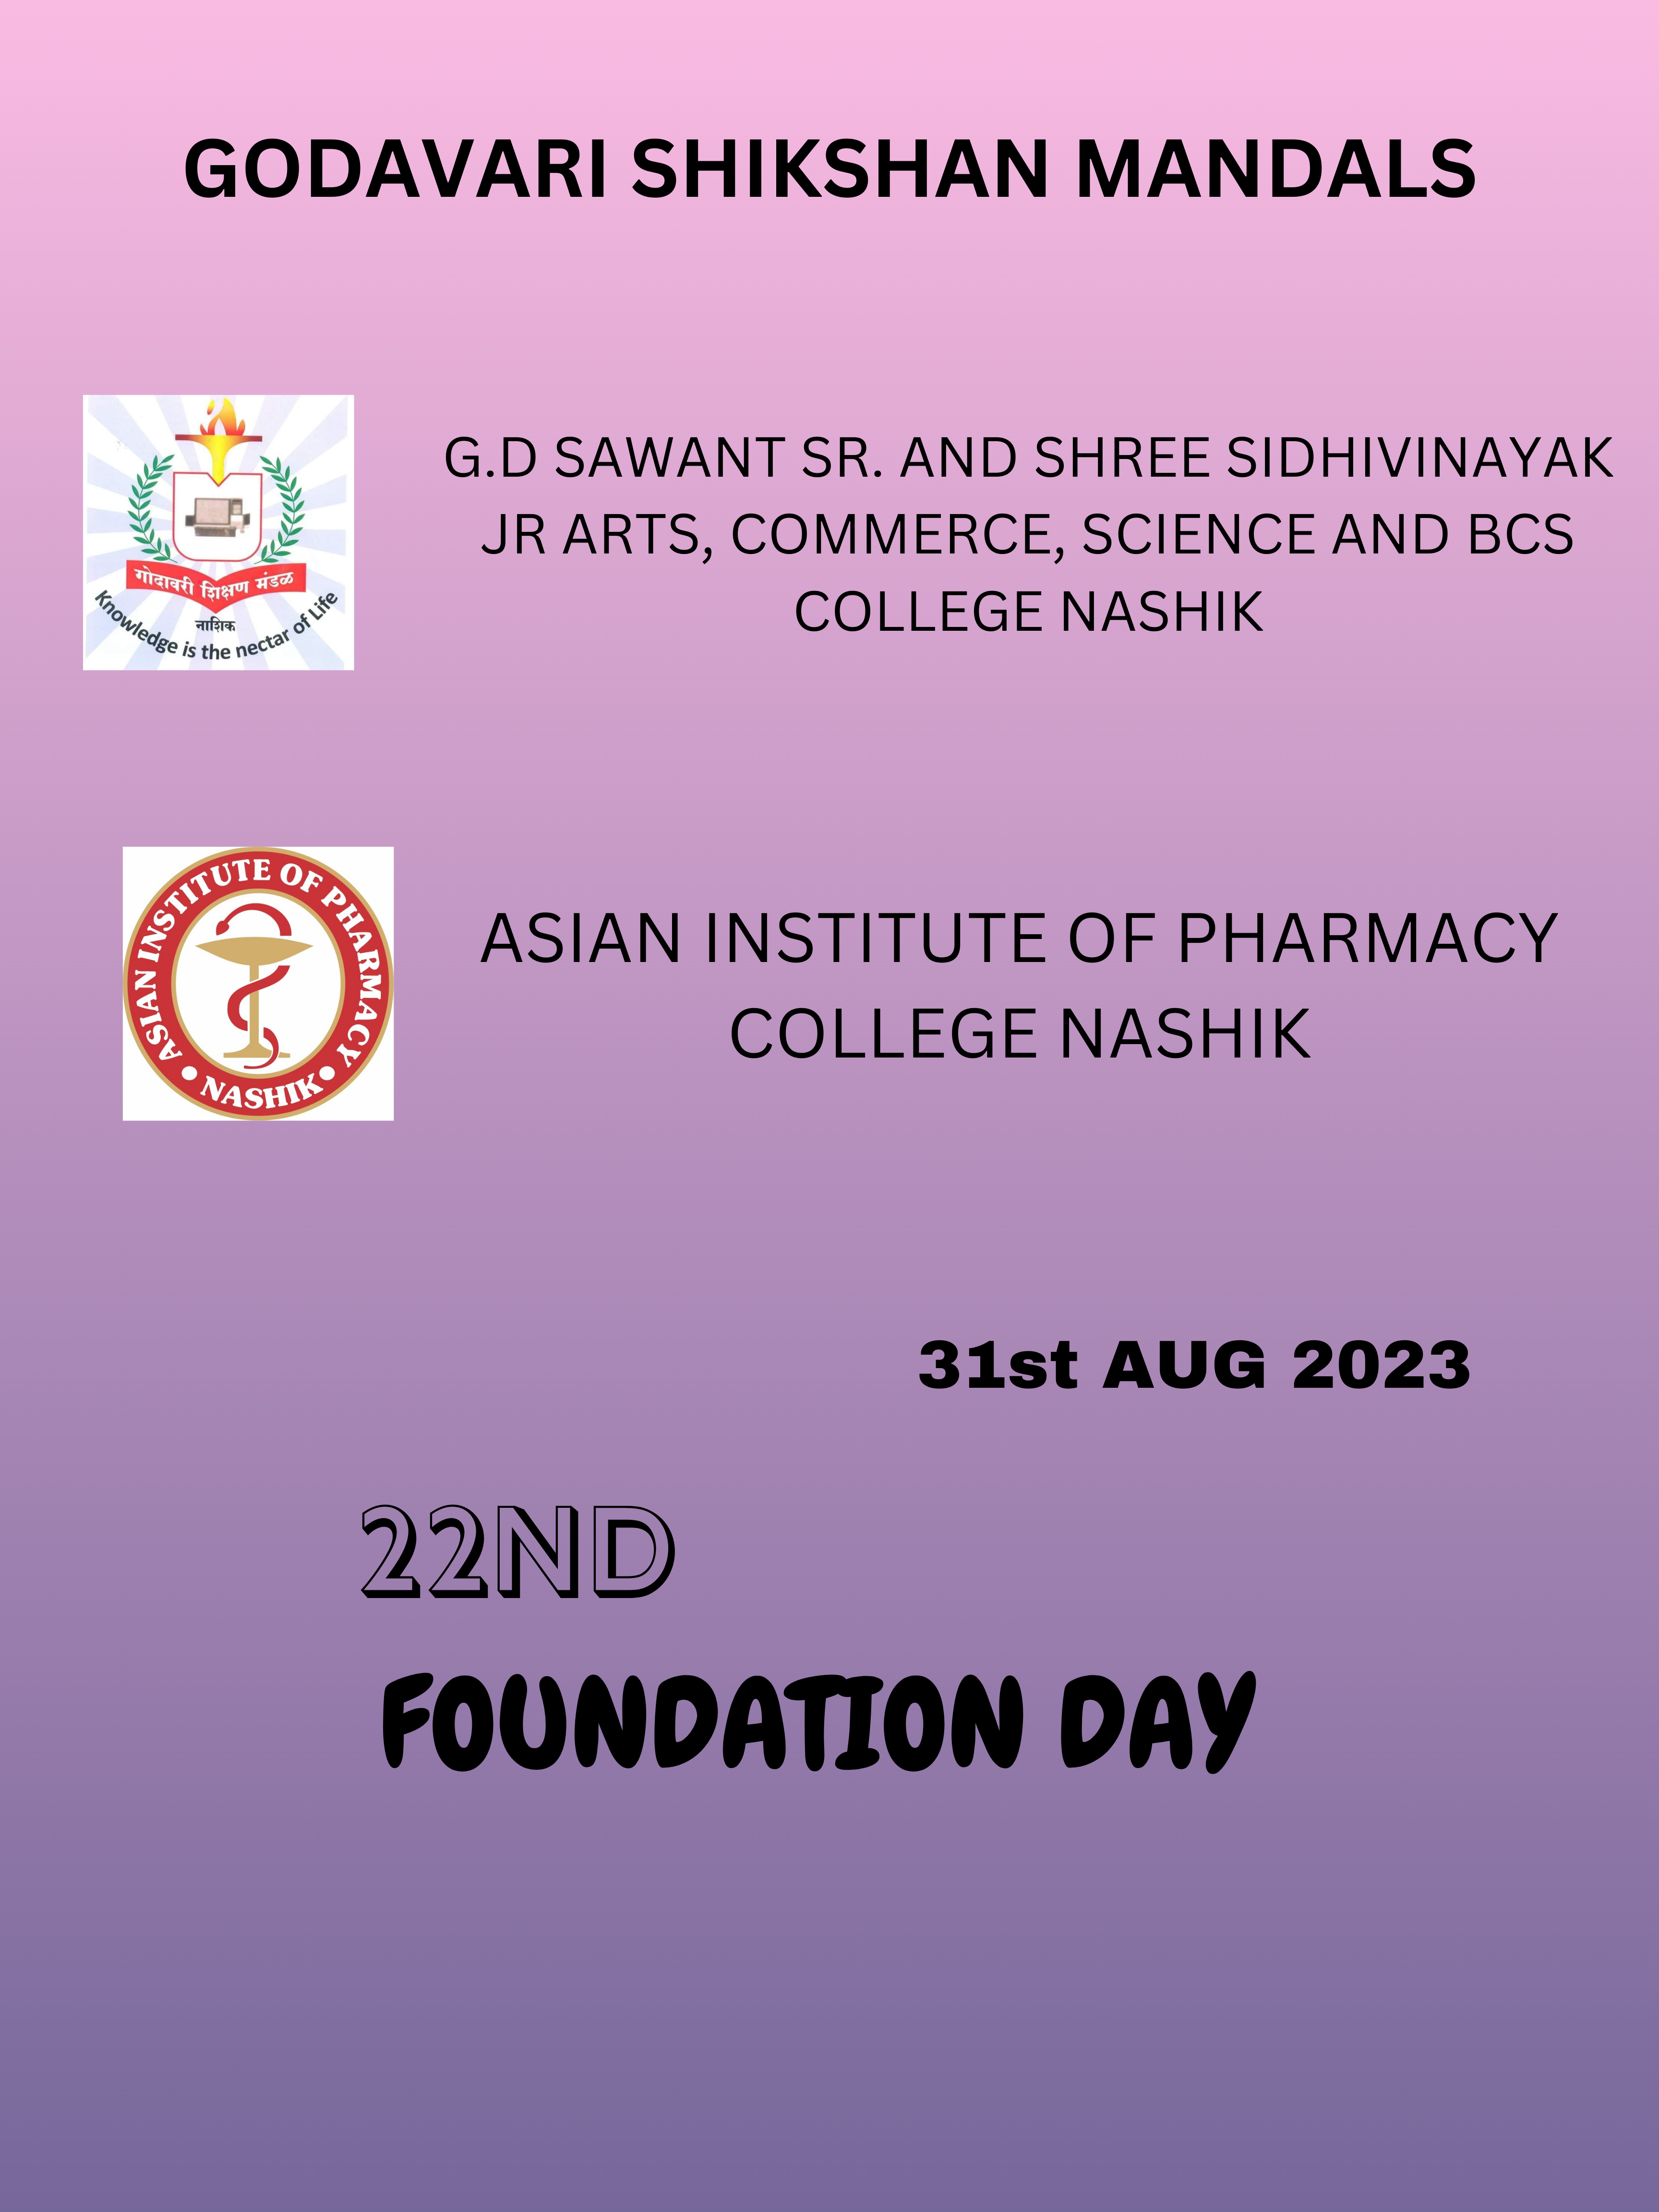 GODAVARI SHIKSHAN MANDALS
गोदावरी शिक्षण मंडळ
नाशिक
Knowledge is the nectar of Life
G.D SAWANT SR. AND SHREE SIDHIVINAYAK
JR ARTS, COMMERCE, SCIENCE AND BCS
COLLEGE NASHIK
ASIAN INSTITUTE OF PHARMACY
• NASHIK •
ASIAN INSTITUTE OF PHARMACY
COLLEGE NASHIK
31st AUG 2023
22ND
FOUNDATION DAY